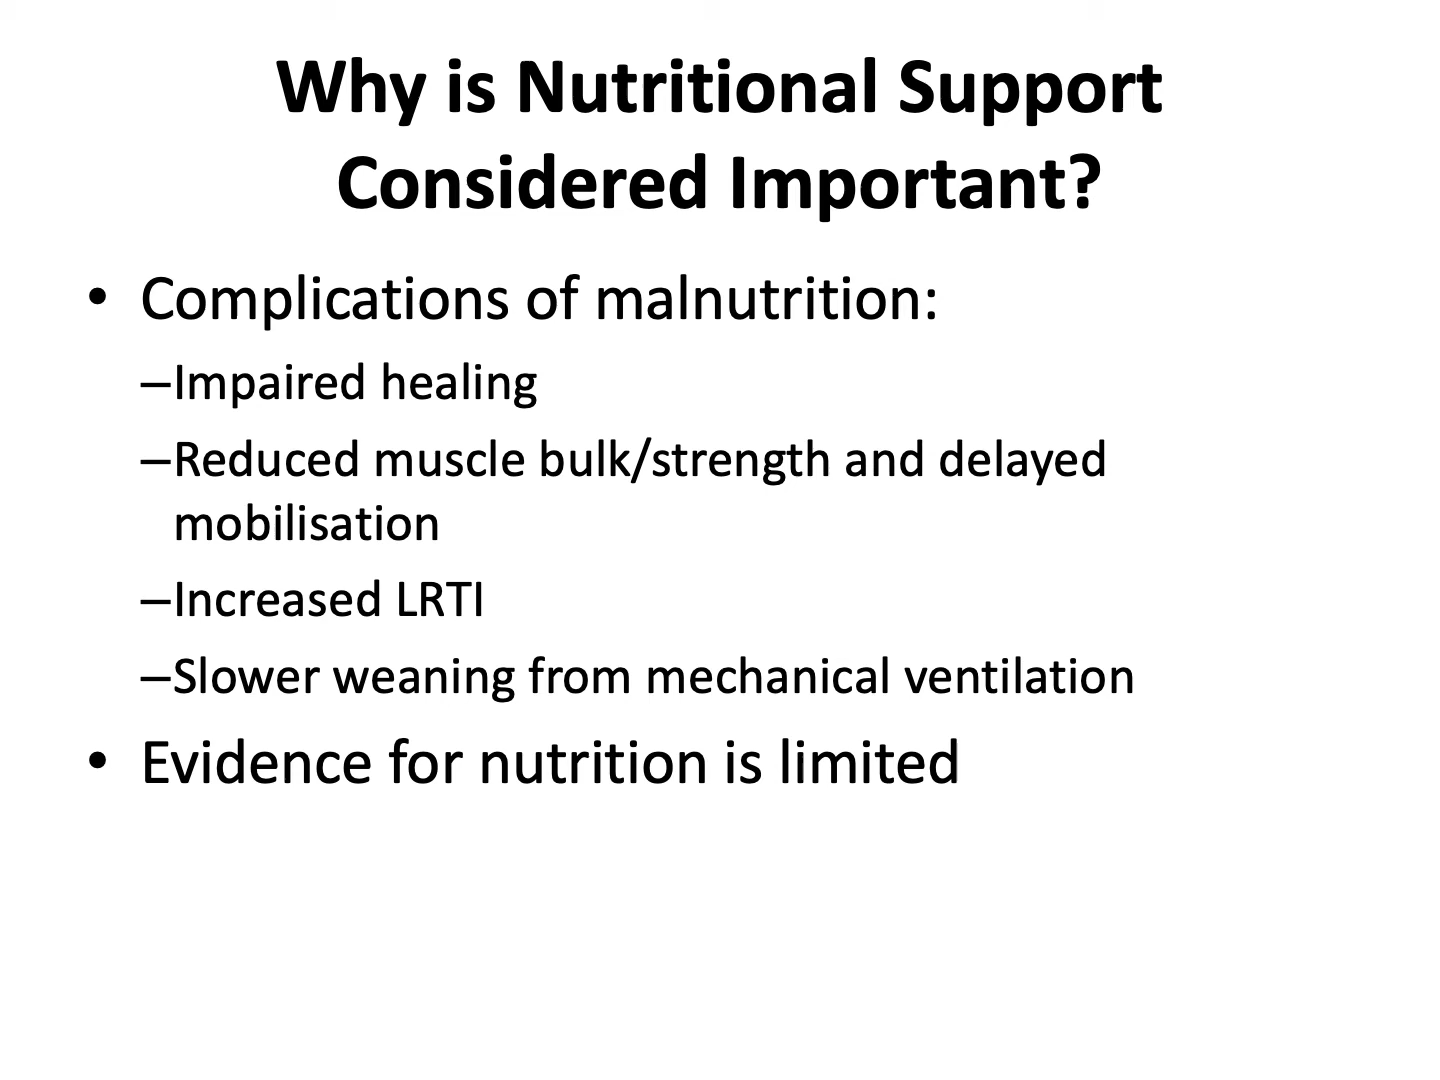 Why is Nutritional Support
Considered Important?
• Complications of malnutrition:
–Impaired healing
–Reduced muscle bulk/strength and delayed
mobilisation
–Increased LRTI
–Slower weaning from mechanical ventilation
• Evidence for nutrition is limited